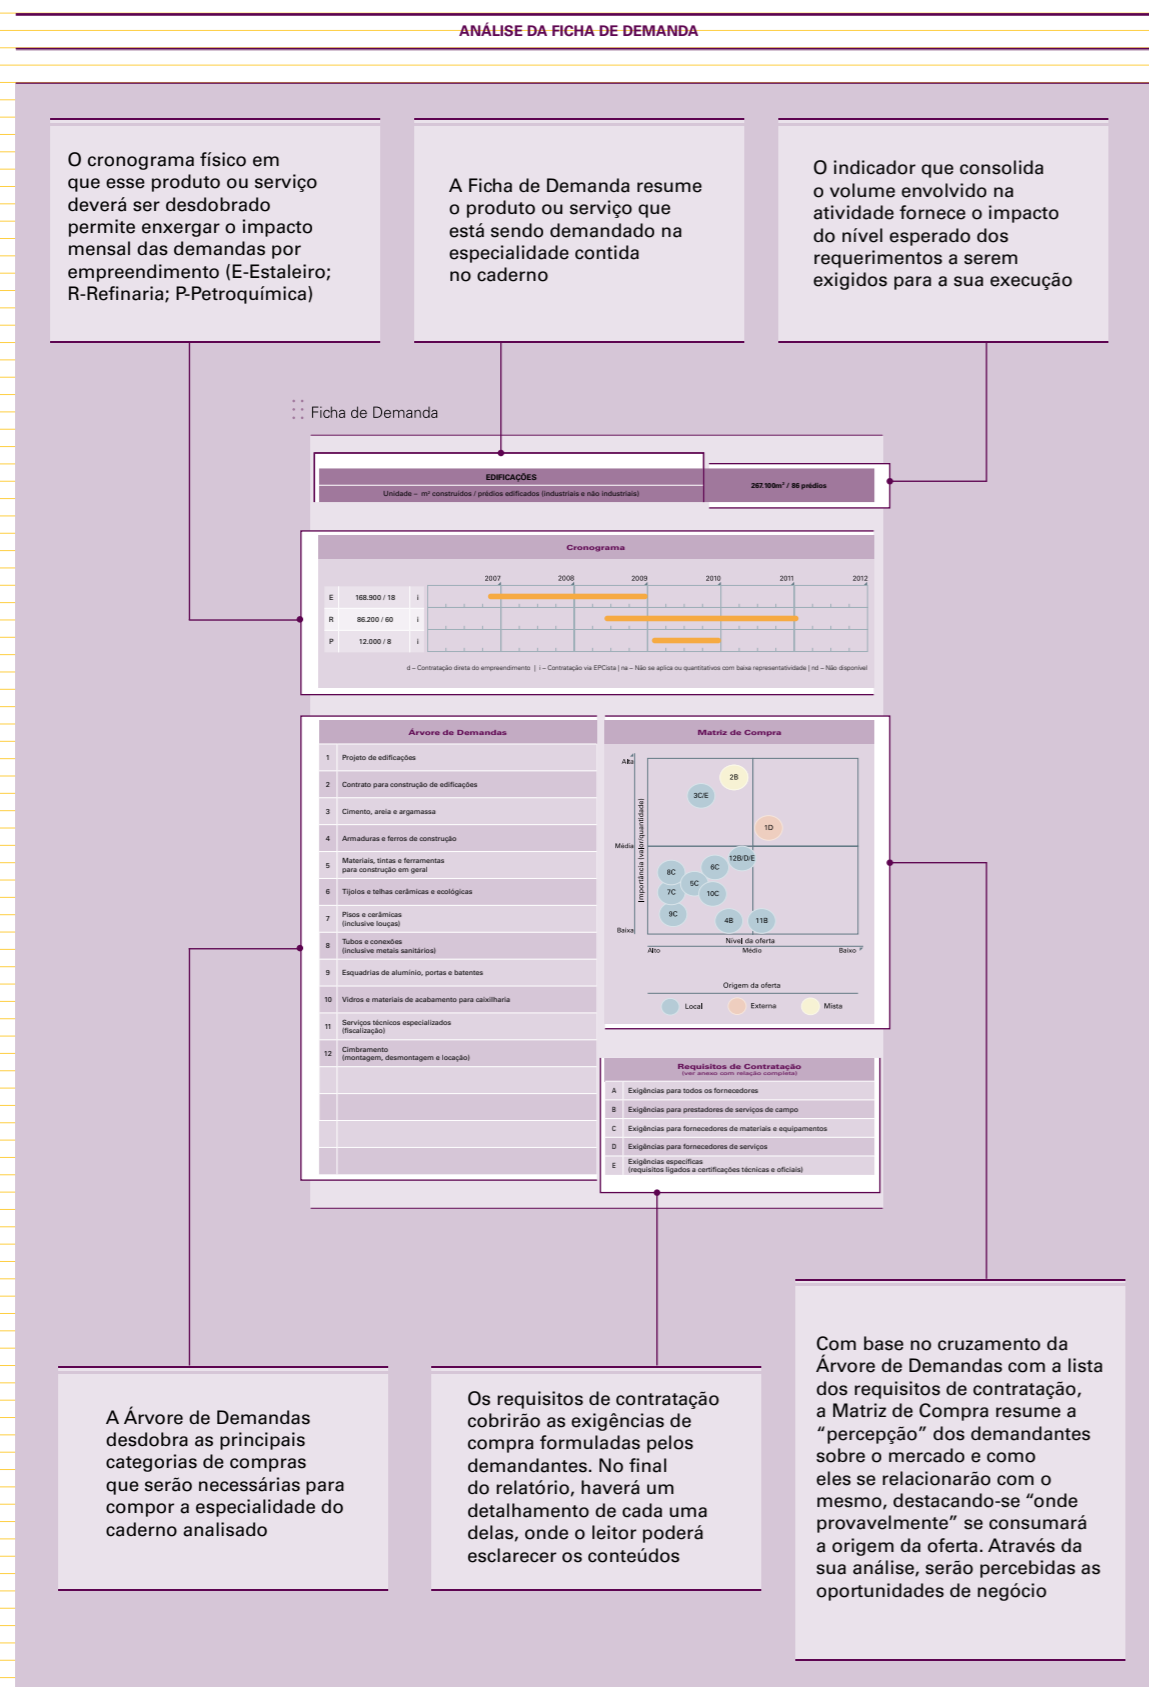 ANÁLISE DA FICHA DE DEMANDA
O cronograma físico em
que esse produto ou serviço
deverá ser desdobrado
permite enxergar o impacto
mensal das demandas por
empreendimento (E-Estaleiro;
R-Refinaria; P-Petroquímica)
A Ficha de Demanda resume
o produto ou serviço que
está sendo demandado na
especialidade contida
no caderno
O indicador que consolida
o volume envolvido na
atividade fornece o impacto
do nível esperado dos
requerimentos a serem
exigidos para a sua execução
Ficha de Demanda
EDIFICAÇÕES
Unidade – m² construídos / prédios edificados (industriais e não industriais)
267.100m² / 86 prédios
Cronograma
2007 2008 2009 2010 2011 2012
E 168.900 / 18 i
R 86.200 / 60 i
P 12.000 / 8 i
d – Contratação direta do empreendimento | i – Contratação via EPCista | na – Não se aplica ou quantitativos com baixa representatividade | nd – Não disponível
Árvore de Demandas
1 Projeto de edificações
2 Contrato para construção de edificações
3 Cimento, areia e argamassa
4 Armaduras e ferros de construção
5 Materiais, tintas e ferramentas
para construção em geral
6 Tijolos e telhas cerâmicas e ecológicas
7 Pisos e cerâmicas
(inclusive louças)
8 Tubos e conexões
(inclusive metais sanitários)
9 Esquadrias de alumínio, portas e batentes
10 Vidros e materiais de acabamento para caixilharia
11 Serviços técnicos especializados
(fiscalização)
12 Cimbramento
(montagem, desmontagem e locação)
Matriz de Compra
Alta
Média
Baixa
Importância (valor/quantidade)
2B
3C/E
1D
12B/D/E
6C
8C
5C
7C
10C
9C
4B
11B
Nível da oferta
Alto Médio Baixo
Origem da oferta
Local Externa Mista
Requisitos de Contratação
(ver anexo com relação completa)
A Exigências para todos os fornecedores
B Exigências para prestadores de serviços de campo
C Exigências para fornecedores de materiais e equipamentos
D Exigências para fornecedores de serviços
E Exigências específicas
(requisitos ligados a certificações técnicas e oficiais)
A Árvore de Demandas
desdobra as principais
categorias de compras
que serão necessárias para
compor a especialidade do
caderno analisado
Os requisitos de contratação
cobrirão as exigências de
compra formuladas pelos
demandantes. No final
do relatório, haverá um
detalhamento de cada uma
delas, onde o leitor poderá
esclarecer os conteúdos
Com base no cruzamento da
Árvore de Demandas com a lista
dos requisitos de contratação,
a Matriz de Compra resume a
“percepção” dos demandantes
sobre o mercado e como
eles se relacionarão com o
mesmo, destacando-se “onde
provavelmente” se consumará
a origem da oferta. Através da
sua análise, serão percebidas as
oportunidades de negócio